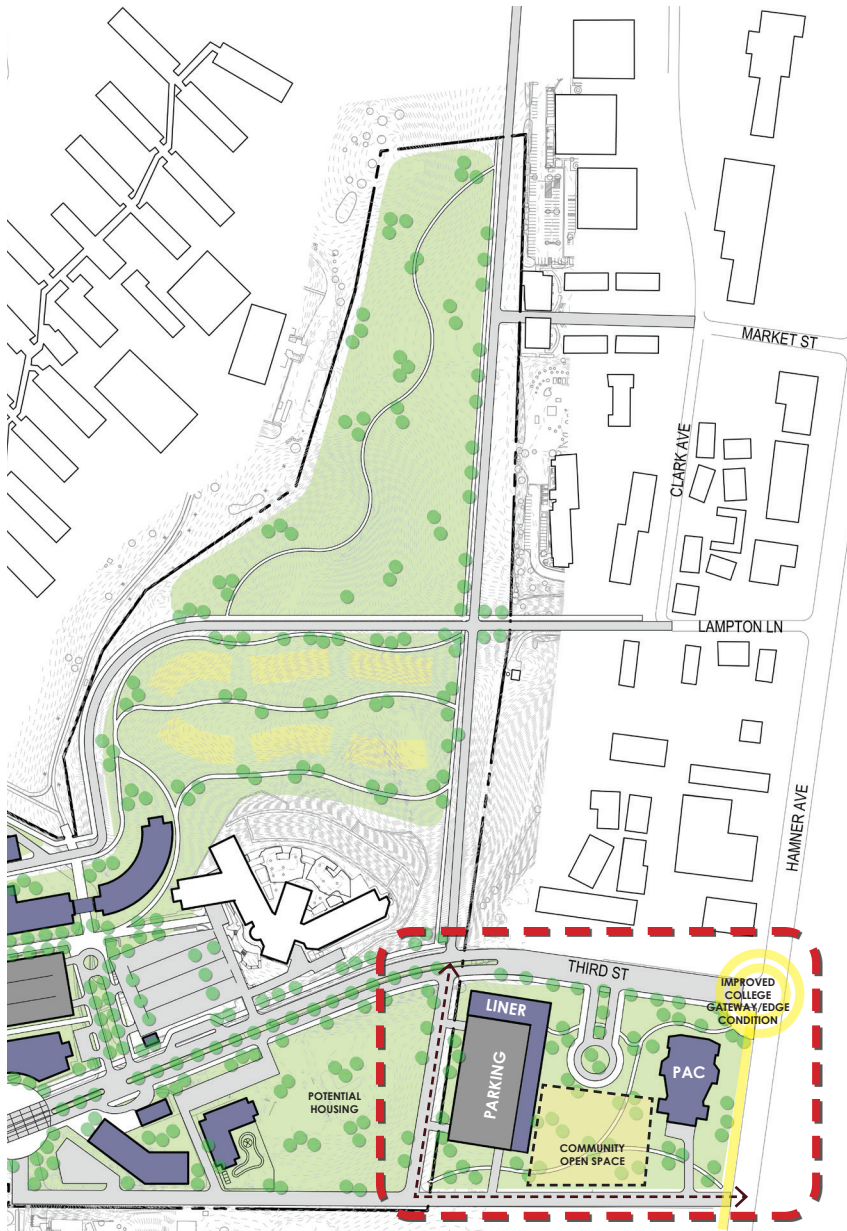 MARKET ST
CLARK AVE
LAMPTON LN
HAMNER AVE
THIRD ST
IMPROVED
COLLEGE
GATEWAY/EDGE
CONDITION
LINER
PARKING
PAC
POTENTIAL
HOUSING
COMMUNITY
OPEN SPACE